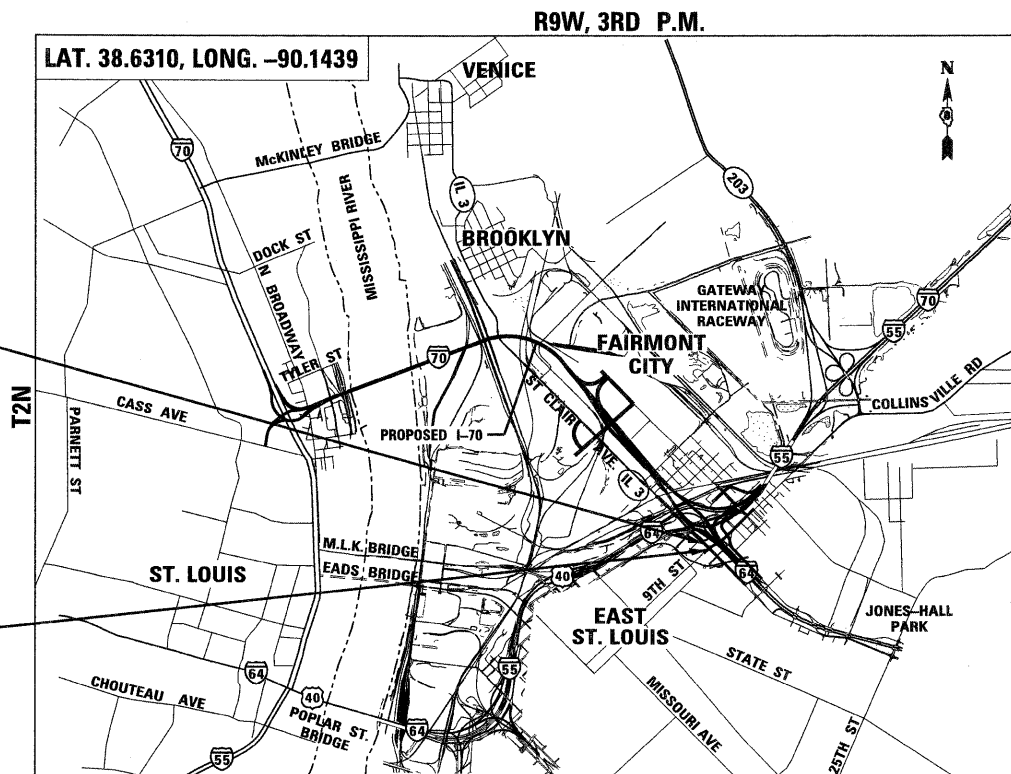 R9W, 3RD P.M.
LAT. 38.6310, LONG. –90.1439
VENICE
N
8
70
McKINLEY BRIDGE
203
IL 3
MISSISSIPPI RIVER
DOCK ST
BROOKLYN
N BROADWAY
GATEWAY
INTERNATIONAL
RACEWAY
70
55
TYLER ST
70
FAIRMONT
CITY
T2N
CASS AVE
PARNETT ST
ST CLAIR AVE
COLLINSVILLE RD
PROPOSED I–70
55
IL 3
64
M.L.K. BRIDGE
EADS BRIDGE
ST. LOUIS
40
64
9TH ST
EAST
ST. LOUIS
JONES–HALL
PARK
STATE ST
64
55
40
CHOUTEAU AVE
MISSOURI AVE
POPLAR ST.
BRIDGE
64
25TH ST
55